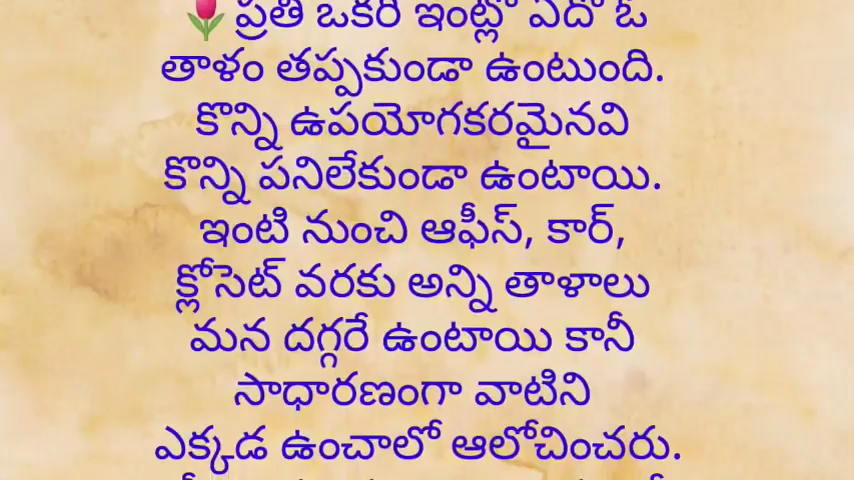 ప్రతి ఒకరి ఇంట్లో ఏదో ఓ
తాళం తప్పకుండా ఉంటుంది.
కొన్ని ఉపయోగకరమైనవి
కొన్ని పనిలేకుండా ఉంటాయి.
ఇంటి నుంచి ఆఫీస్, కార్,
క్లోసెట్ వరకు అన్ని తాళాలు
మన దగ్గరే ఉంటాయి కానీ
సాధారణంగా వాటిని
ఎక్కడ ఉంచాలో ఆలోచించరు.